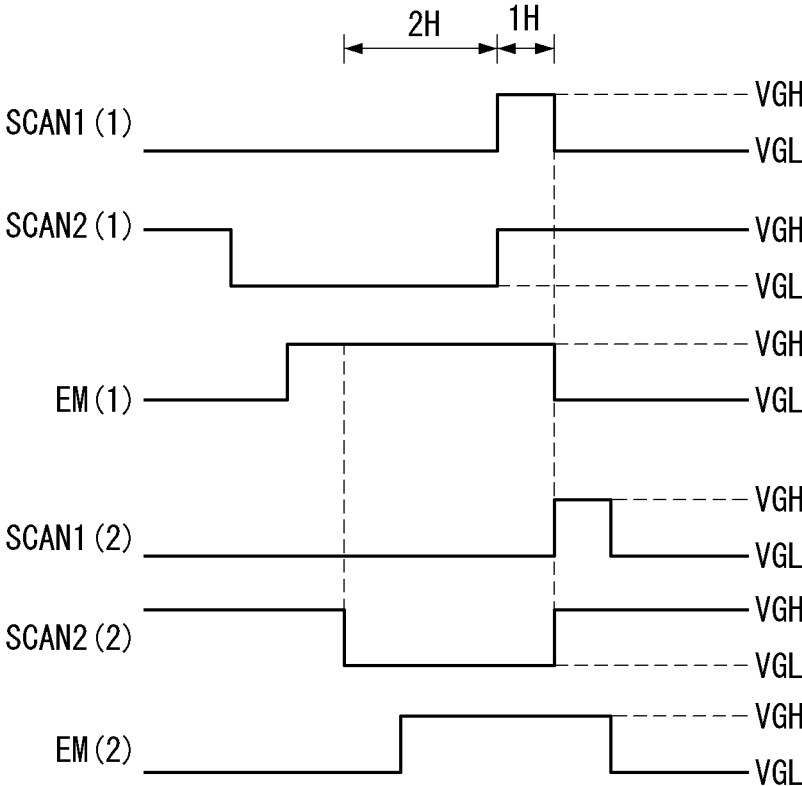 2H 1H
SCAN1(1) VGH
VGL
SCAN2(1) VGH
VGL
EM(1) VGH
VGL
SCAN1(2) VGH
VGL
SCAN2(2) VGH
VGL
EM(2) VGH
VGL